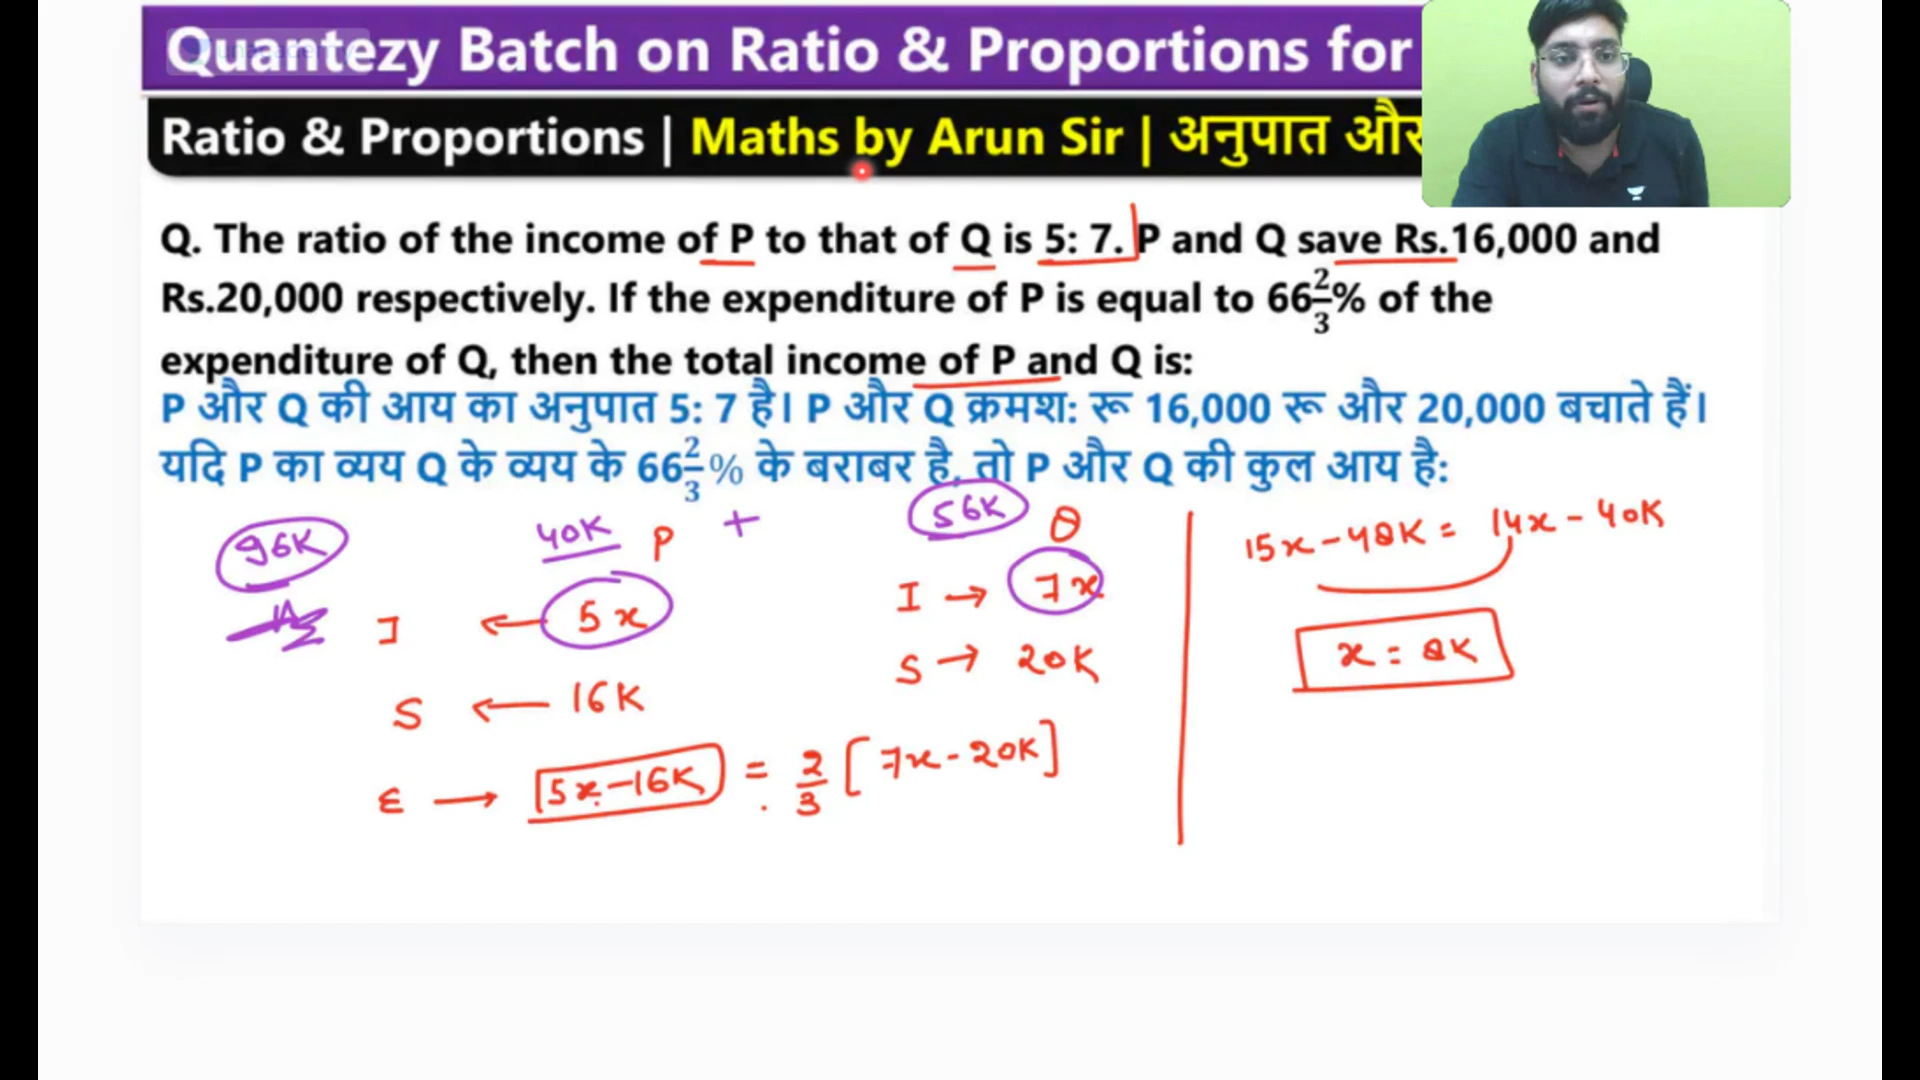 Quantezy Batch on Ratio & Proportions for
Ratio & Proportions | Maths by Arun Sir | अनुपात और
Q. The ratio of the income of P to that of Q is 5: 7. P and Q save Rs.16,000 and
Rs.20,000 respectively. If the expenditure of P is equal to 66 2/3% of the
expenditure of Q, then the total income of P and Q is:
P और Q की आय का अनुपात 5: 7 है। P और Q क्रमश: रू 16,000 रू और 20,000 बचाते हैं।
यदि P का व्यय Q के व्यय के 66 2/3% के बराबर है, तो P और Q की कुल आय है:
96K 40K P + 56K Q
I ← 5x
I → 7x
S ← 16K
S → 20K
E → 5x-16K = 2/3 [7x-20K]
15x-48K = 14x-40K
x = 8K